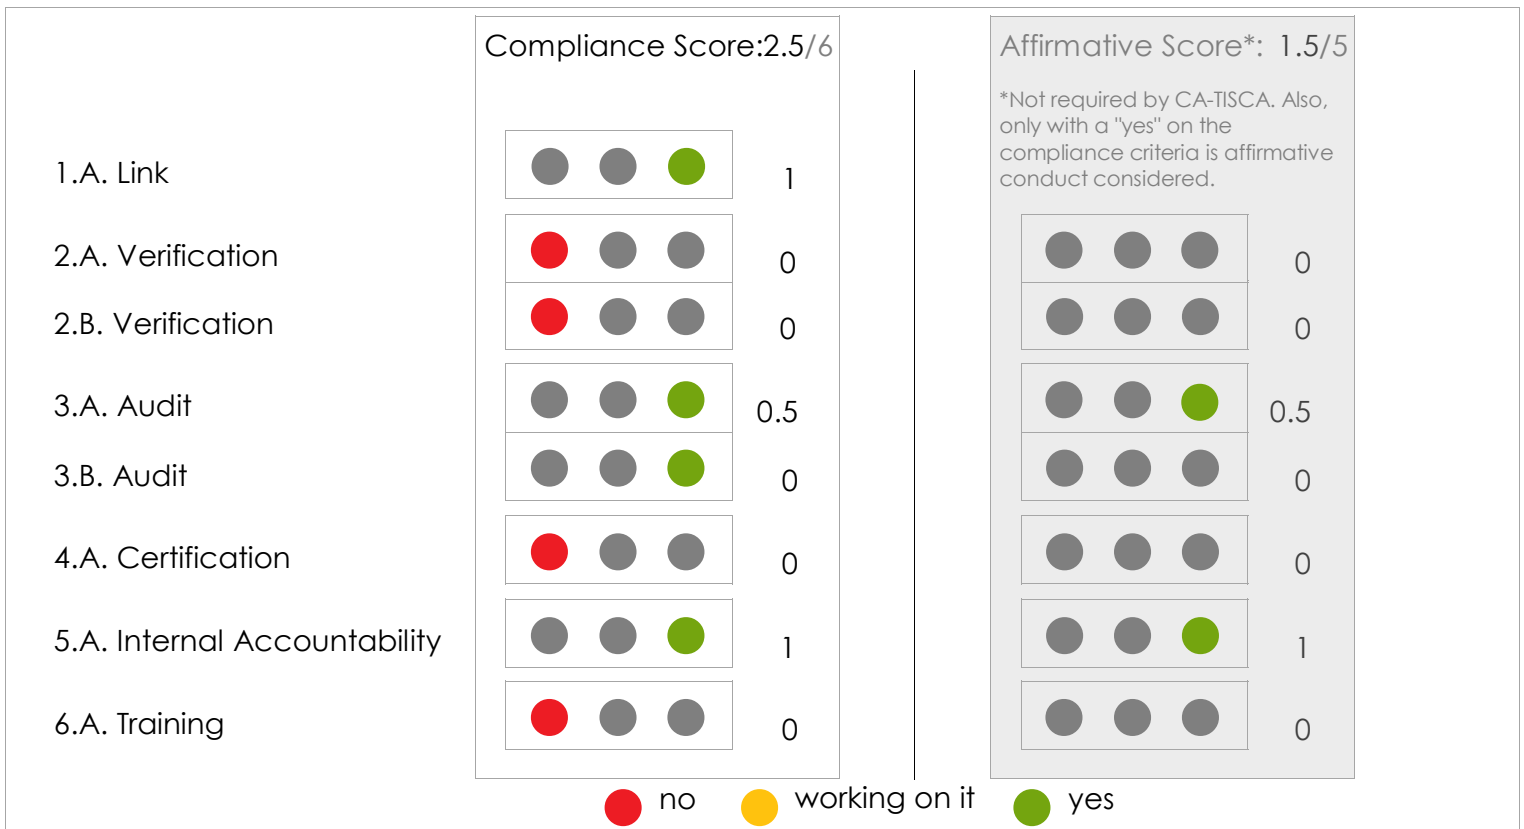 Compliance Score:2.5/6
Affirmative Score*: 1.5/5
*Not required by CA-TISCA. Also,
only with a "yes" on the
compliance criteria is affirmative
conduct considered.
1.A. Link 1
2.A. Verification 0 0
2.B. Verification 0 0
3.A. Audit 0.5 0.5
3.B. Audit 0 0
4.A. Certification 0 0
5.A. Internal Accountability 1 1
6.A. Training 0 0
no working on it yes